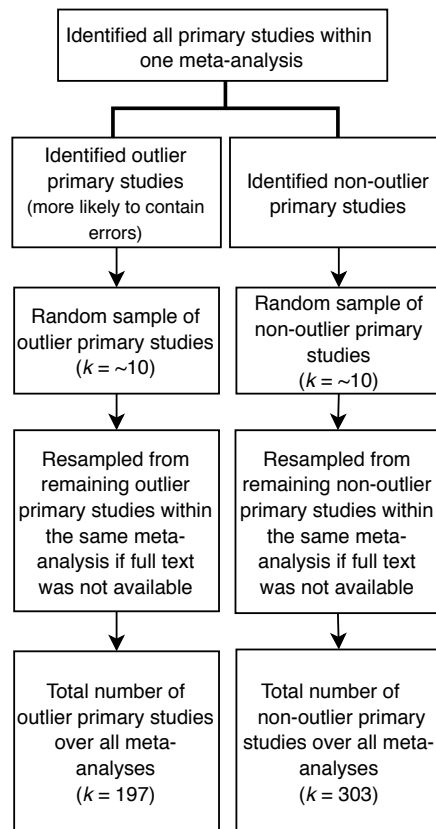 Identified all primary studies within
one meta-analysis
Identified outlier
primary studies
(more likely to contain
errors)
Identified non-outlier
primary studies
Random sample of
outlier primary studies
(k = ~10)
Random sample of
non-outlier primary
studies
(k = ~10)
Resampled from
remaining outlier
primary studies within
the same meta-
analysis if full text
was not available
Resampled from
remaining non-outlier
primary studies within
the same meta-
analysis if full text
was not available
Total number of
outlier primary studies
over all meta-
analyses
(k = 197)
Total number of
non-outlier primary
studies over all meta-
analyses
(k = 303)